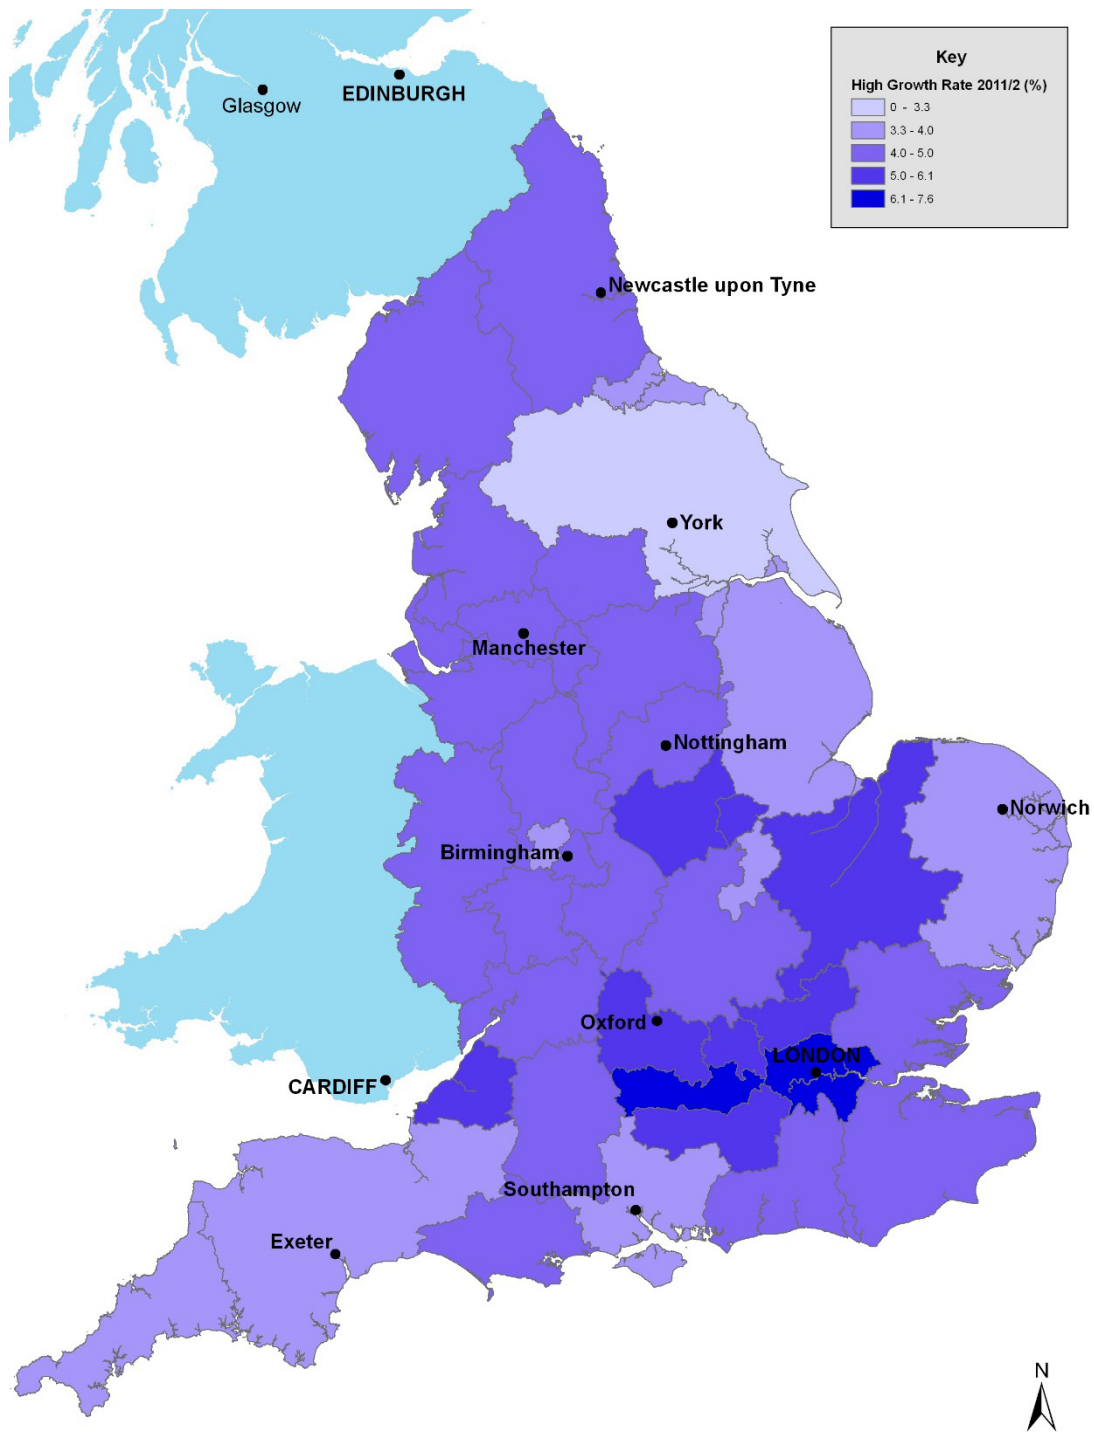 Key
High Growth Rate 2011/2 (%)
0 - 3.3
3.3 - 4.0
4.0 - 5.0
5.0 - 6.1
6.1 - 7.6
EDINBURGH
Glasgow
Newcastle upon Tyne
York
Manchester
Nottingham
Norwich
Birmingham
Oxford
LONDON
CARDIFF
Southampton
Exeter
N